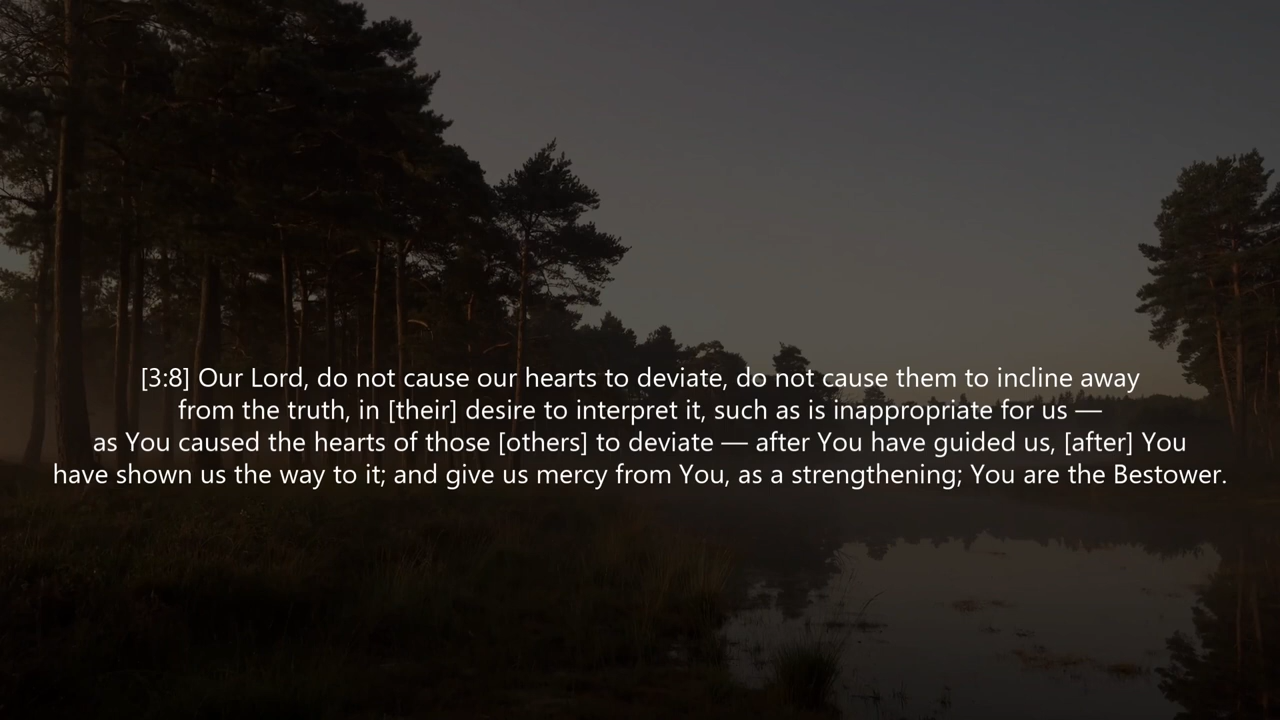 [3:8] Our Lord, do not cause our hearts to deviate, do not cause them to incline away
from the truth, in [their] desire to interpret it, such as is inappropriate for us —
as You caused the hearts of those [others] to deviate — after You have guided us, [after] You
have shown us the way to it; and give us mercy from You, as a strengthening; You are the Bestower.